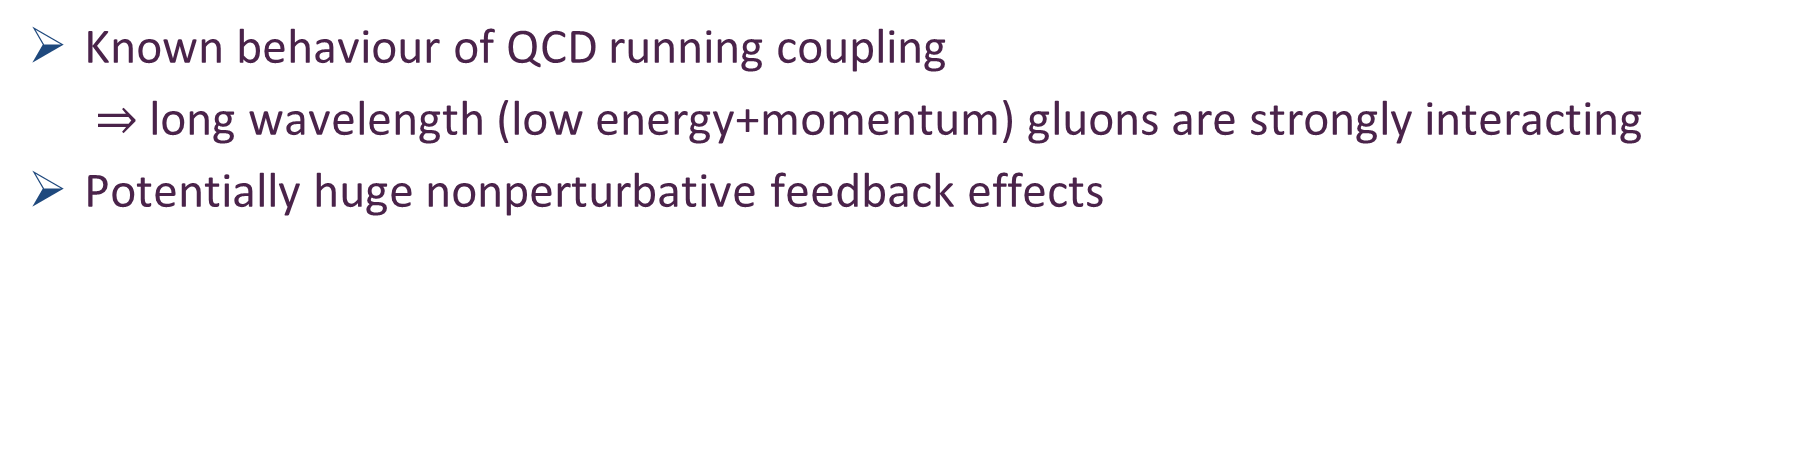 ➢ Known behaviour of QCD running coupling
⇒ long wavelength (low energy+momentum) gluons are strongly interacting
➢ Potentially huge nonperturbative feedback effects